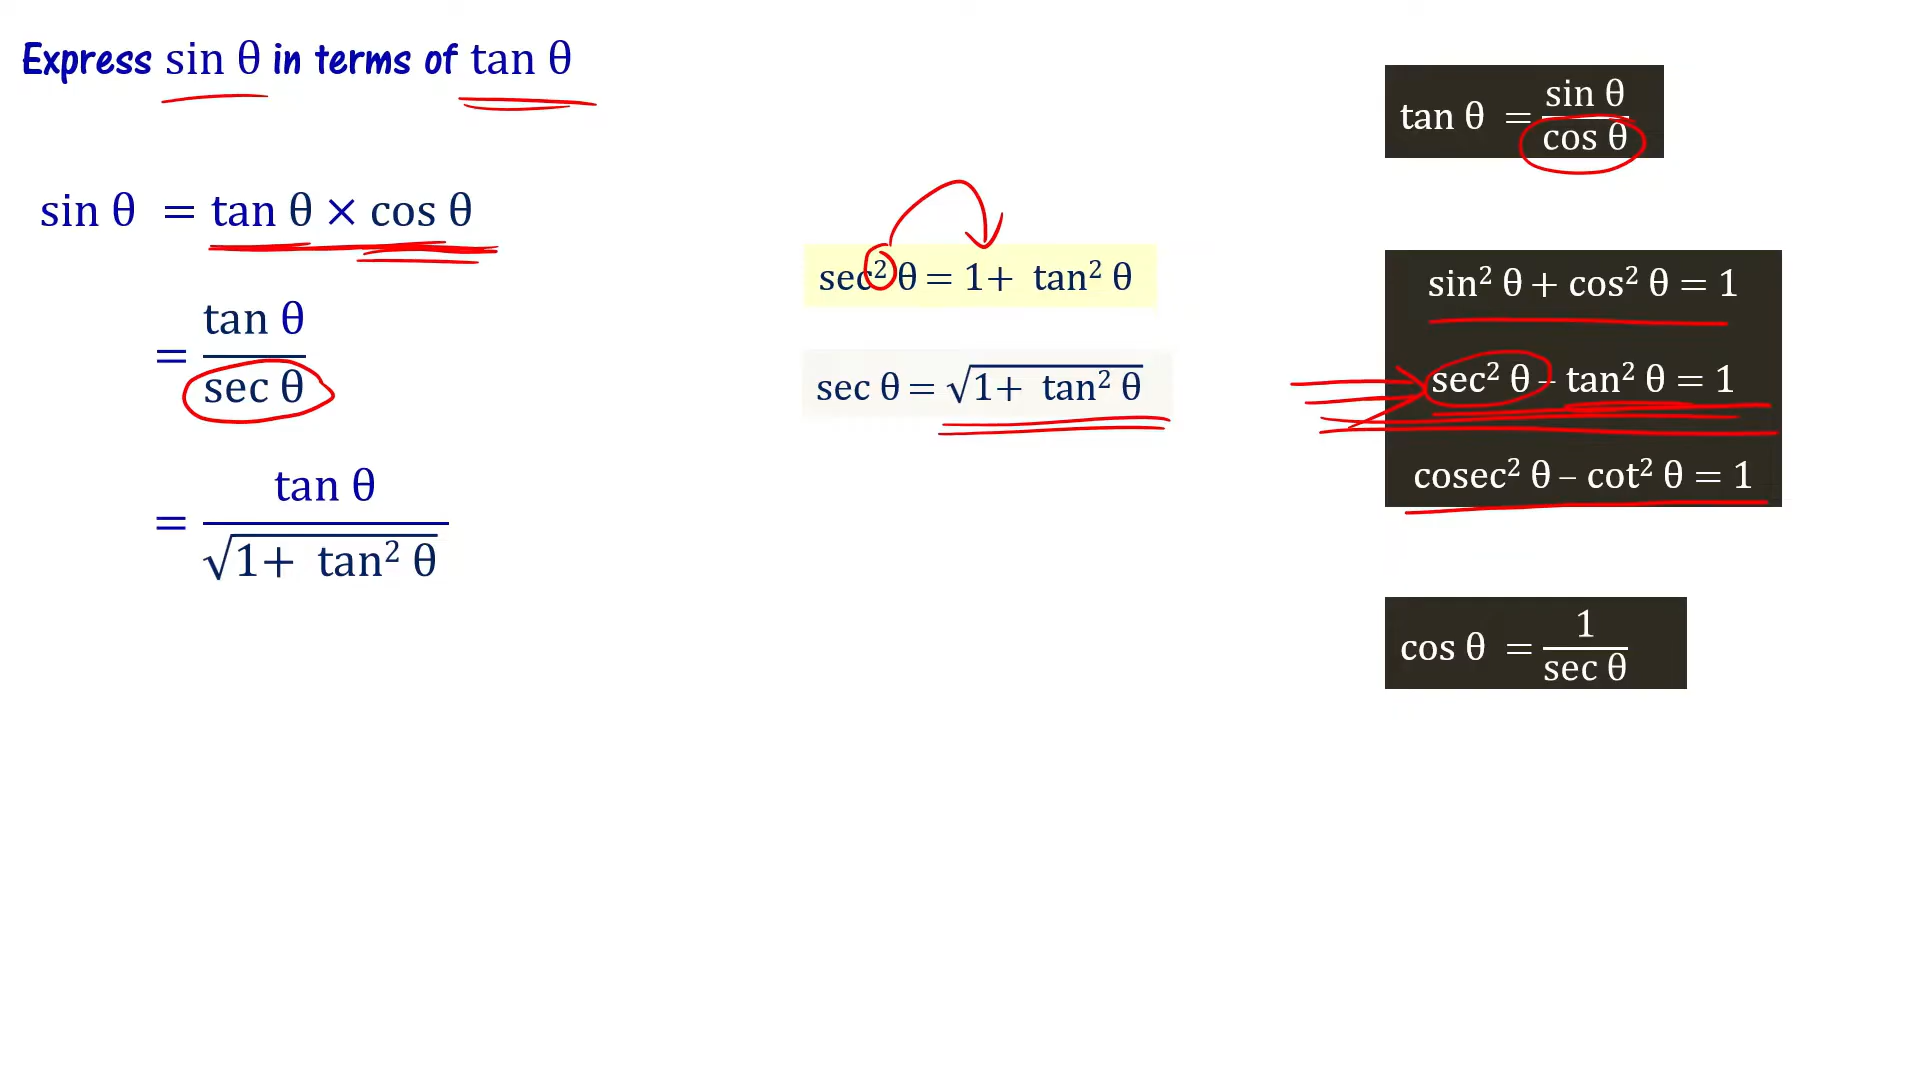 Express sin θ in terms of tan θ
sin θ = tan θ × cos θ
= tan θ / sec θ
= tan θ / √(1+ tan² θ)
sec² θ = 1+ tan² θ
sec θ = √(1+ tan² θ)
tan θ = sin θ / cos θ
sin² θ + cos² θ = 1
sec² θ – tan² θ = 1
cosec² θ – cot² θ = 1
cos θ = 1 / sec θ